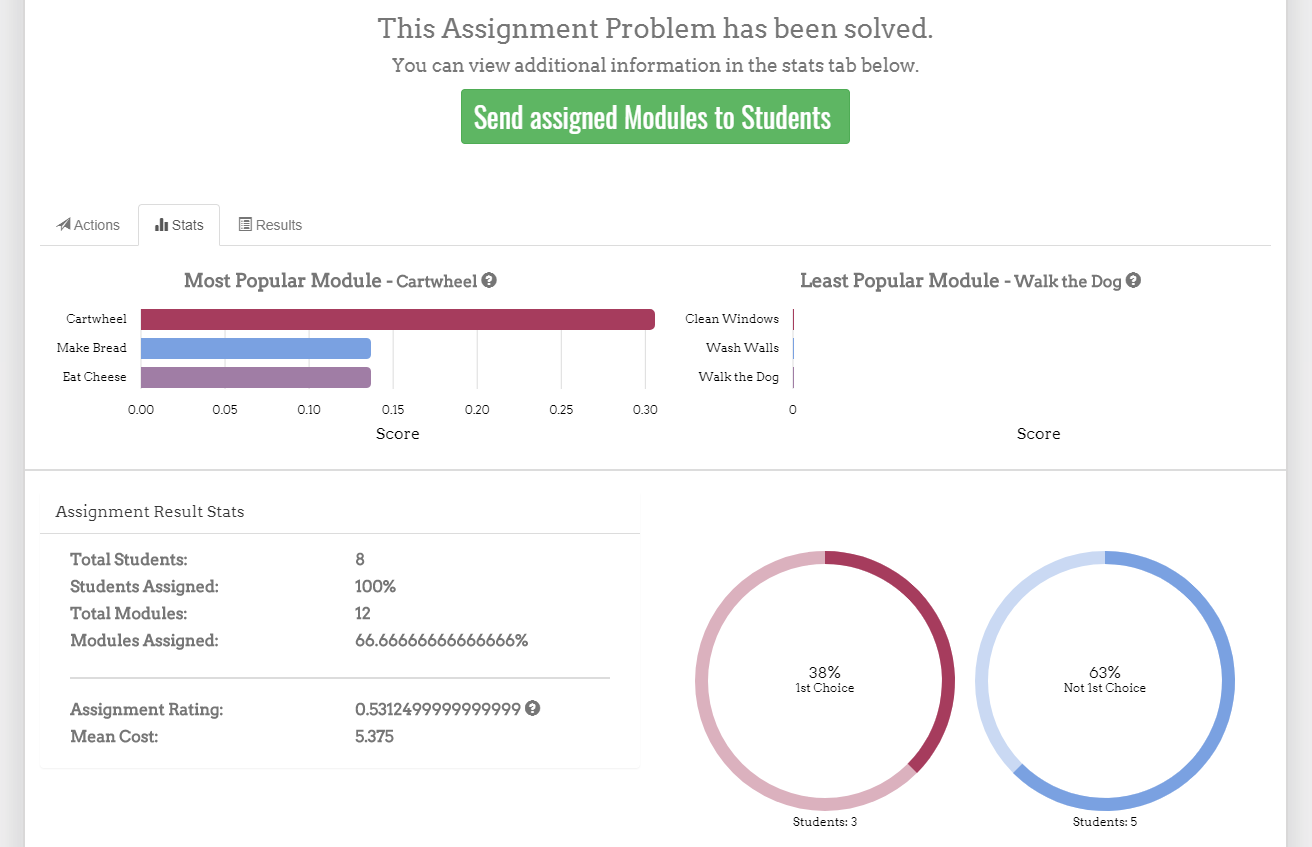 This Assignment Problem has been solved.
You can view additional information in the stats tab below.
Send assigned Modules to Students
Actions
Stats
Results
Most Popular Module - Cartwheel ?
Cartwheel
Make Bread
Eat Cheese
0.00 0.05 0.10 0.15 0.20 0.25 0.30
Score
Least Popular Module - Walk the Dog ?
Clean Windows
Wash Walls
Walk the Dog
0
Score
Assignment Result Stats
Total Students: 8
Students Assigned: 100%
Total Modules: 12
Modules Assigned: 66.66666666666666%
Assignment Rating: 0.5312499999999999 ?
Mean Cost: 5.375
38%
1st Choice
Students: 3
63%
Not 1st Choice
Students: 5